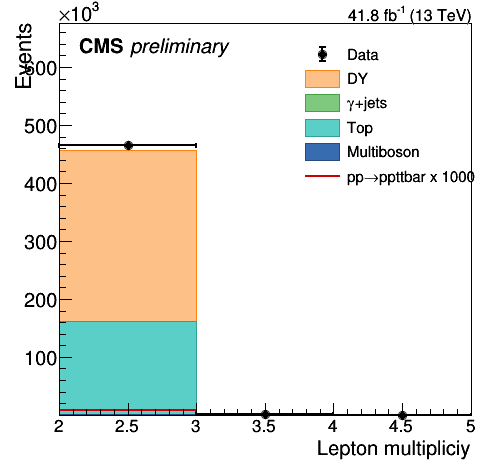 ×10³
41.8 fb⁻¹ (13 TeV)
Events
CMS preliminary
Data
DY
γ+jets
Top
Multiboson
pp→ppttbar x 1000
600
500
400
300
200
100
2 2.5 3 3.5 4 4.5 5
Lepton multipliciy